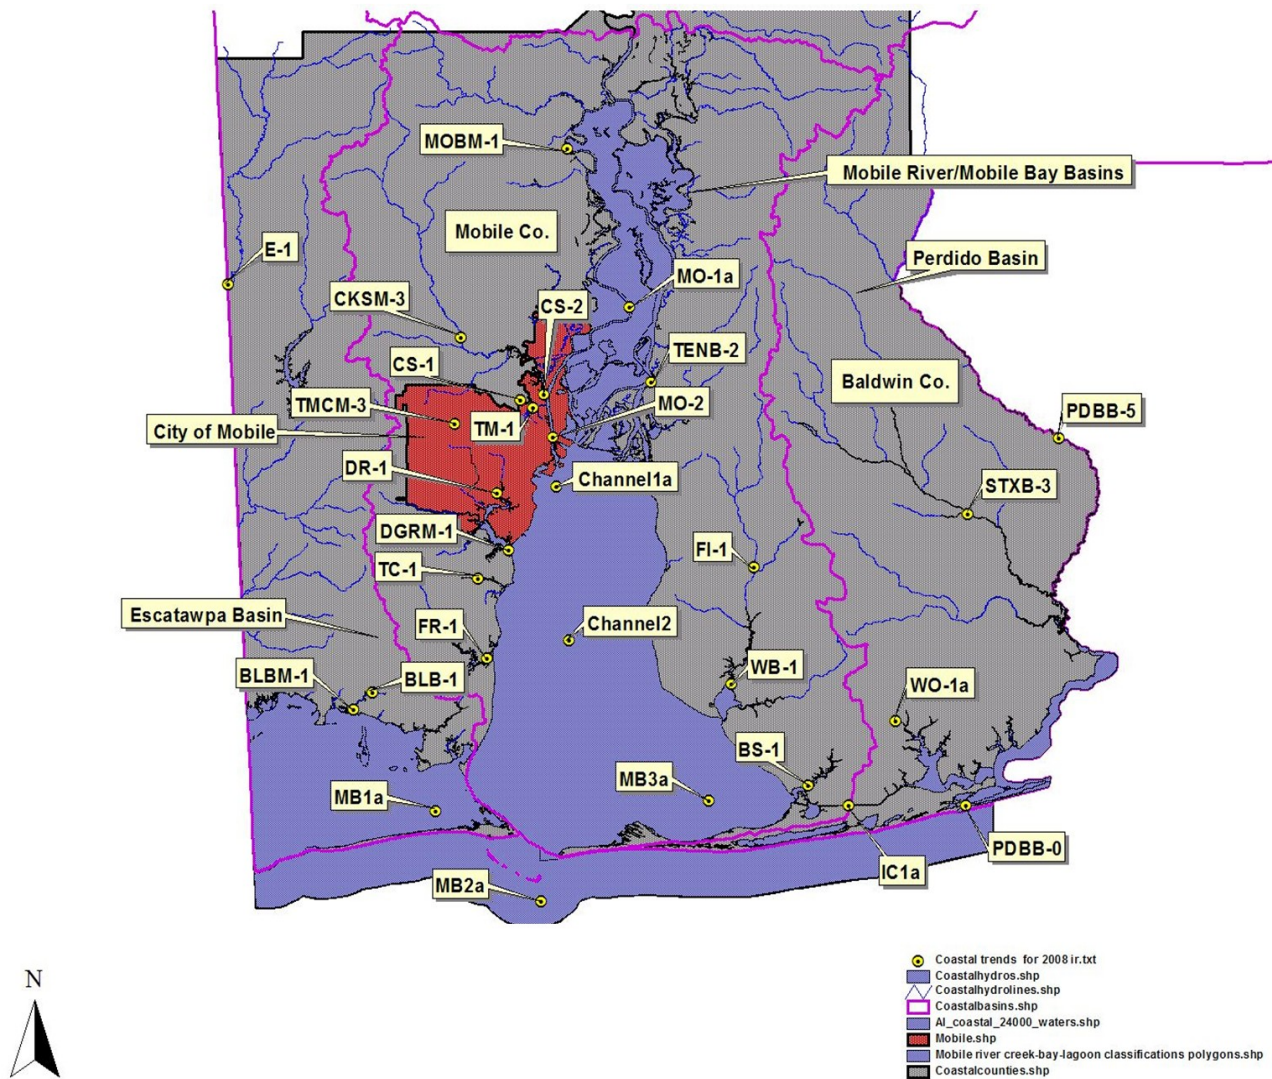 MOBM-1
Mobile River/Mobile Bay Basins
Mobile Co.
E-1
Perdido Basin
MO-1a
CKSM-3
CS-2
TENB-2
CS-1
Baldwin Co.
TMCM-3
MO-2
PDBB-5
City of Mobile
TM-1
DR-1
Channel1a
STXB-3
DGRM-1
FI-1
TC-1
Escatawpa Basin
FR-1
Channel2
BLBM-1
BLB-1
WB-1
WO-1a
BS-1
MB1a
MB3a
PDBB-0
IC1a
MB2a
N
Coastal trends for 2008 ir.txt
Coastalhydros.shp
Coastalhydrolines.shp
Coastalbasins.shp
Al_coastal_24000_waters.shp
Mobile.shp
Mobile river creek-bay-lagoon classifications polygons.shp
Coastalcounties.shp